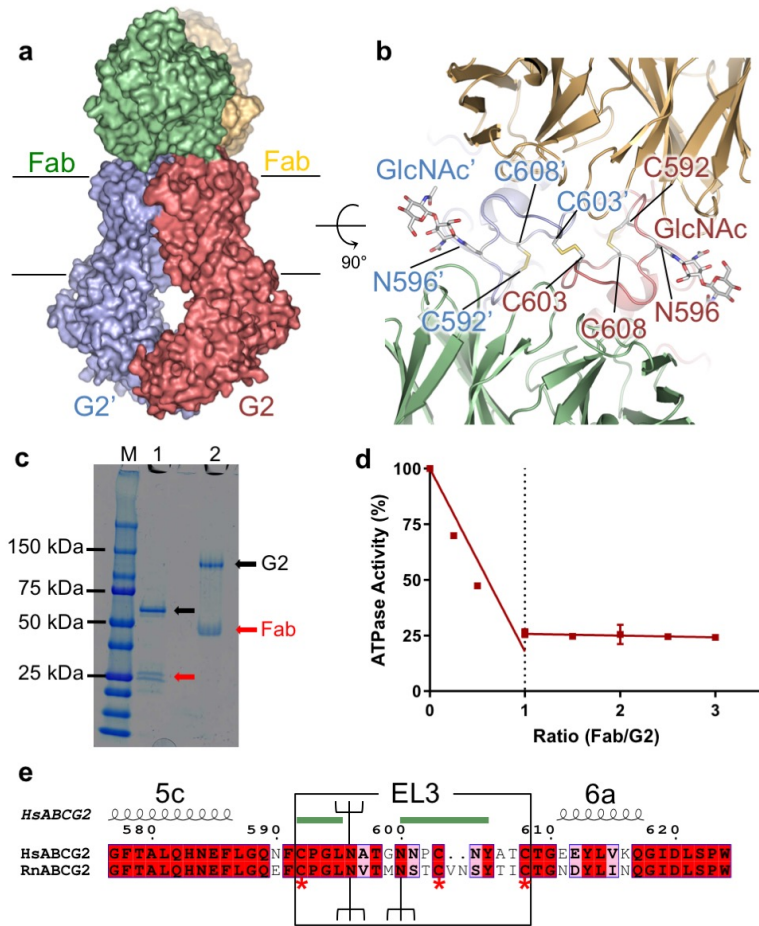 a
Fab Fab
G2’ G2
90°
b
GlcNAc’ C608’ C592
C603’ GlcNAc
N596’ C603 N596
C592’ C608
c
M 1 2
150 kDa
75 kDa
50 kDa
25 kDa
G2
Fab
d
ATPase Activity (%)
100
75
50
25
0
0 1 2 3
Ratio (Fab/G2)
e
5c EL3 6a
HsABCG2
580 590 600 610 620
HsABCG2 GFTALQHNEFLGQNFCPGLNATGNNPC..NYATCTGEEYLVKQGIDLSPW
RnABCG2 GFTALQHNEFLGQEFCPGLNVTMNSTCVNSYTICTGNDYLINQGIDLSPW
* * *